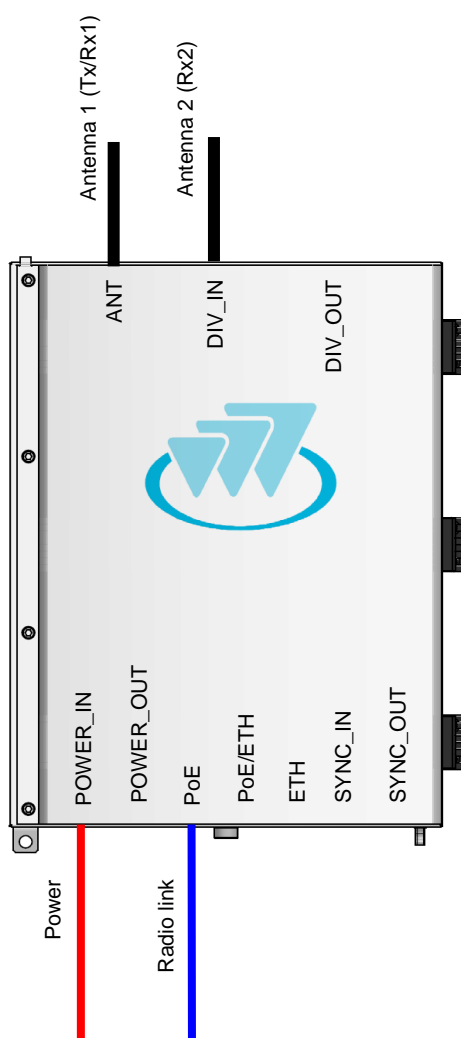 Antenna 1 (Tx/Rx1)
Antenna 2 (Rx2)
ANT
DIV_IN
DIV_OUT
POWER_IN
POWER_OUT
PoE
PoE/ETH
ETH
SYNC_IN
SYNC_OUT
Power
Radio link